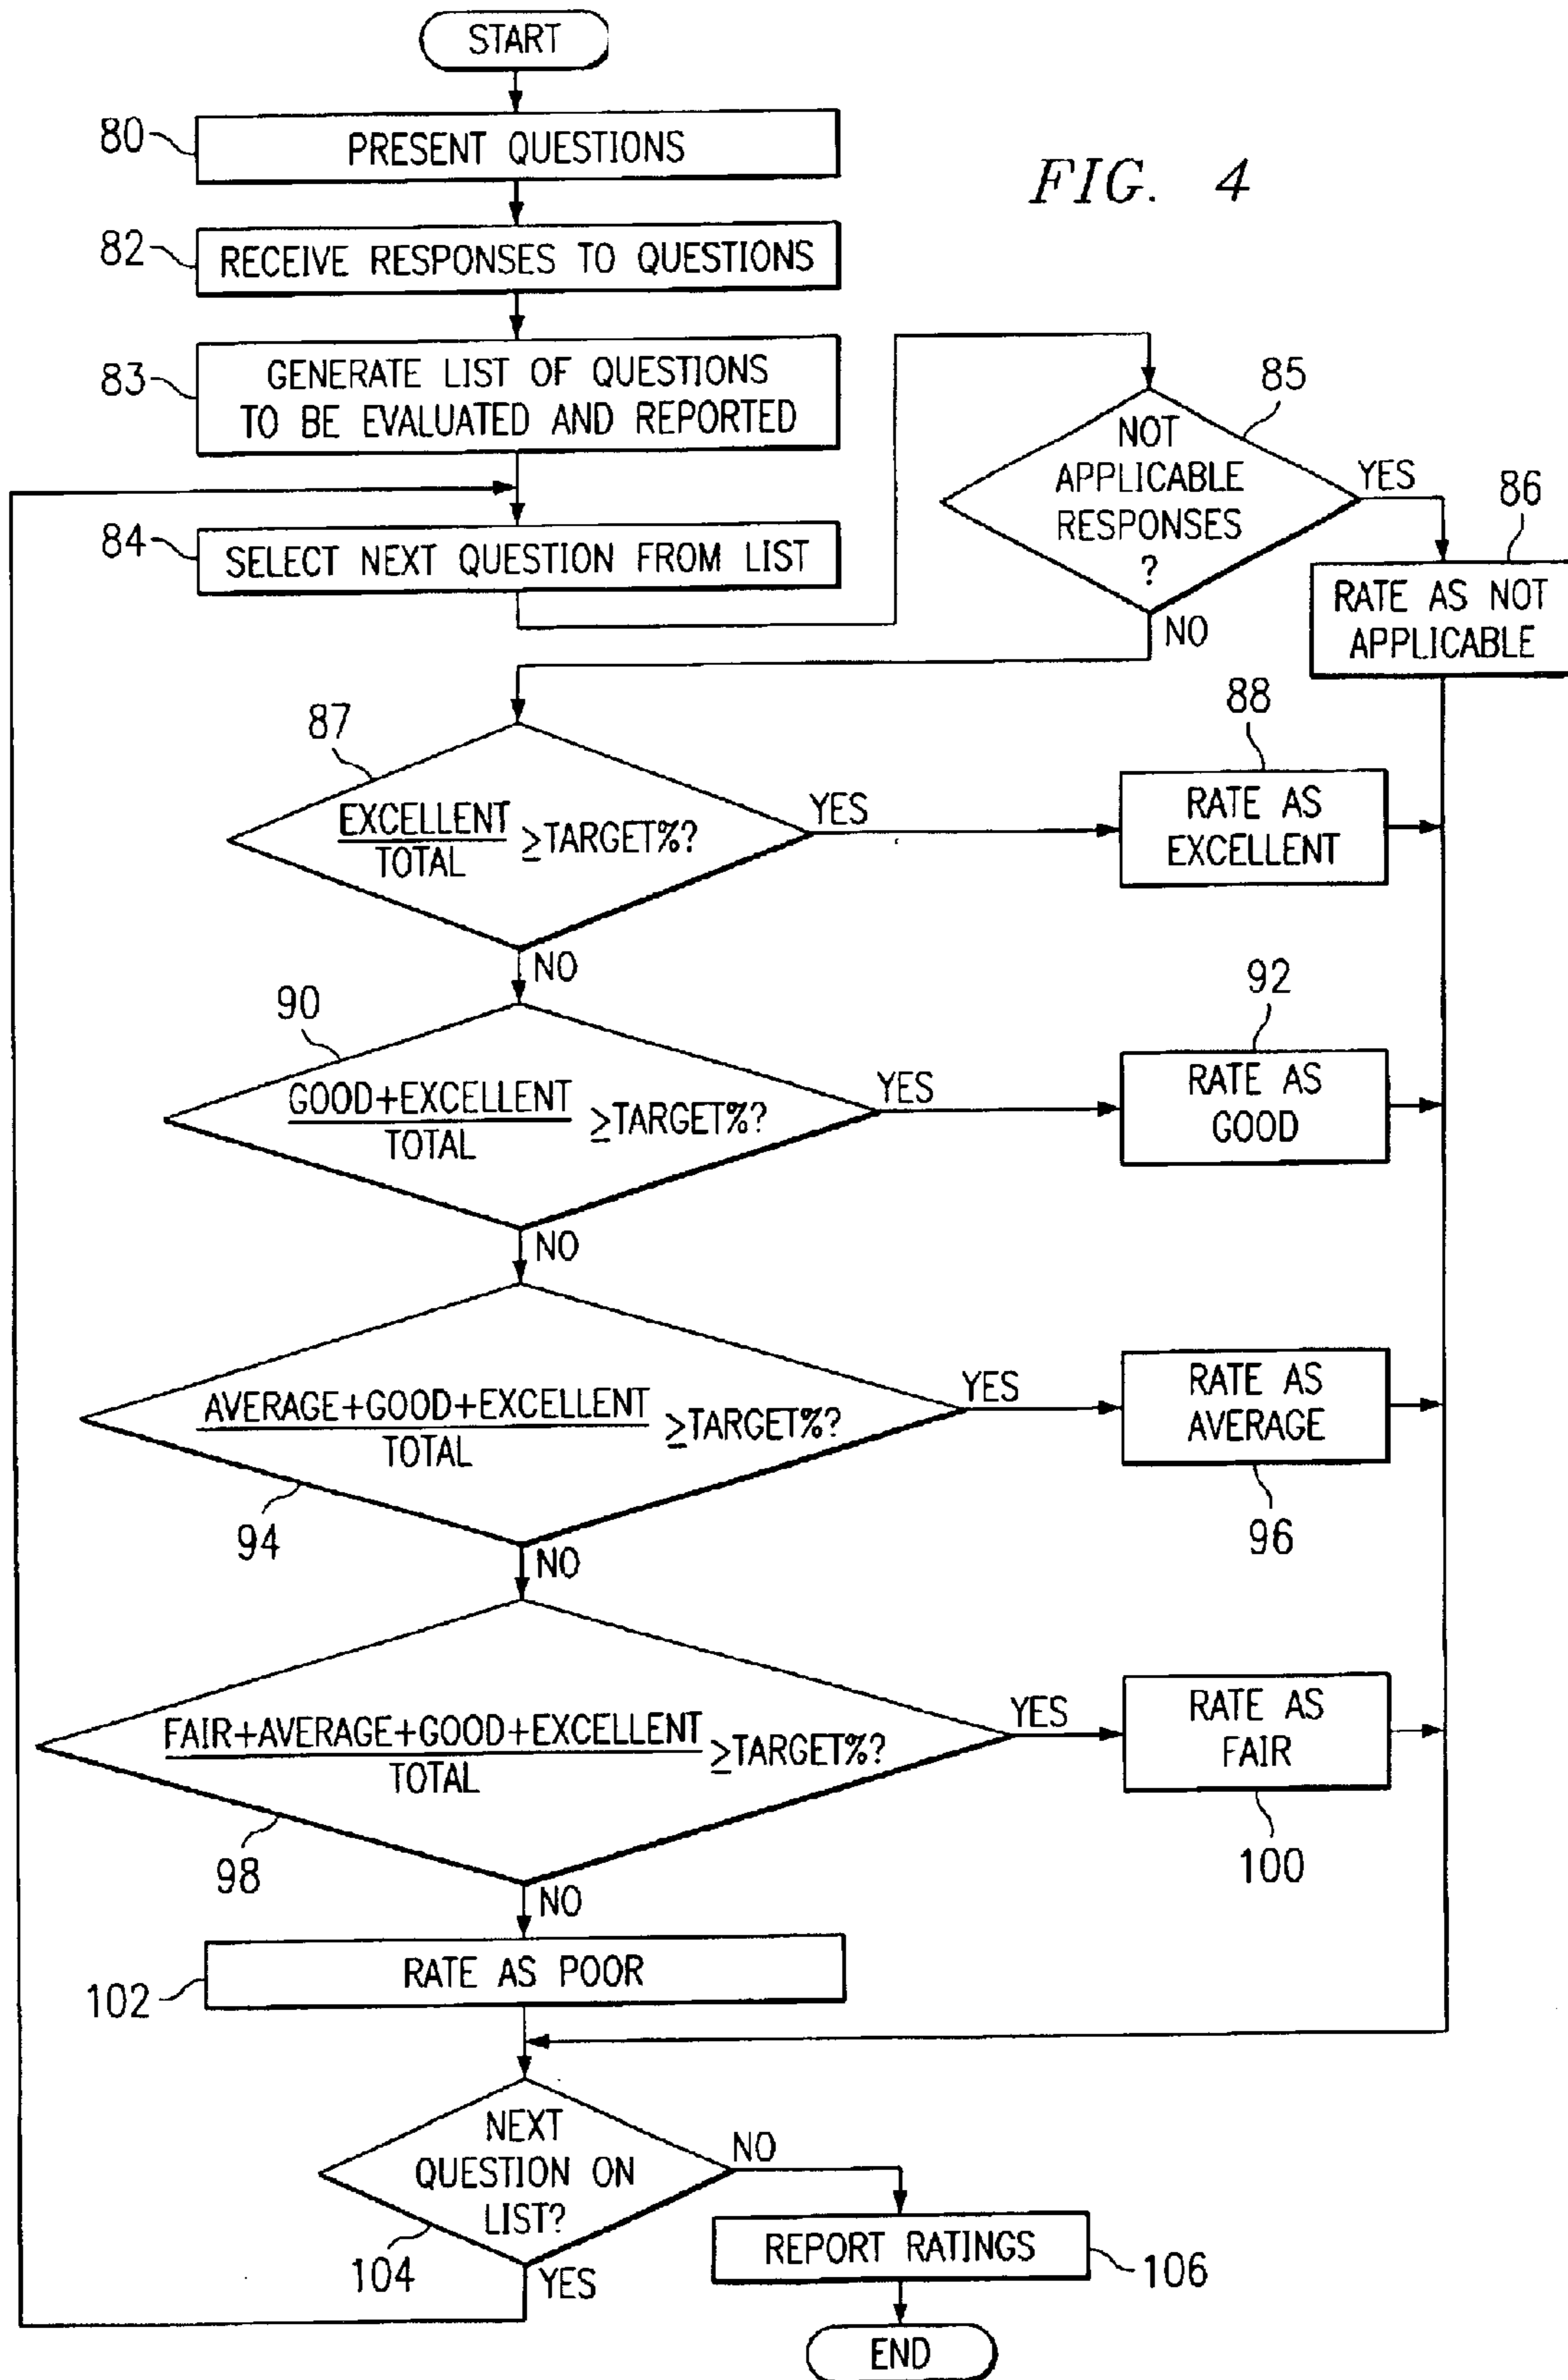 START
80
PRESENT QUESTIONS
FIG. 4
82
RECEIVE RESPONSES TO QUESTIONS
83
GENERATE LIST OF QUESTIONS
TO BE EVALUATED AND REPORTED
84
SELECT NEXT QUESTION FROM LIST
85
NOT
APPLICABLE
RESPONSES
?
YES
NO
86
RATE AS NOT
APPLICABLE
87
EXCELLENT
TOTAL
≥TARGET%?
YES
NO
88
RATE AS
EXCELLENT
90
GOOD+EXCELLENT
TOTAL
≥TARGET%?
YES
NO
92
RATE AS
GOOD
AVERAGE+GOOD+EXCELLENT
TOTAL
≥TARGET%?
94
YES
NO
RATE AS
AVERAGE
96
FAIR+AVERAGE+GOOD+EXCELLENT
TOTAL
≥TARGET%?
98
YES
NO
RATE AS
FAIR
100
102
RATE AS POOR
NEXT
QUESTION ON
LIST?
104
NO
YES
REPORT RATINGS
106
END